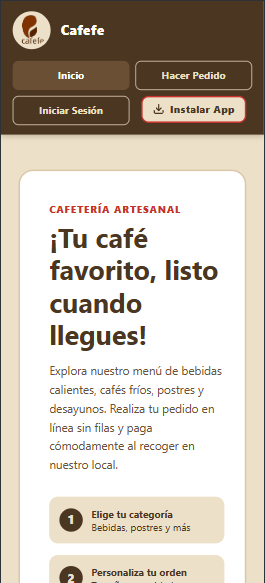 cafefe
Cafefe
Inicio
Hacer Pedido
Iniciar Sesión
Instalar App
CAFETERÍA ARTESANAL
¡Tu café
favorito, listo
cuando
llegues!
Explora nuestro menú de bebidas
calientes, cafés fríos, postres y
desayunos. Realiza tu pedido en
línea sin filas y paga
cómodamente al recoger en
nuestro local.
1
Elige tu categoría
Bebidas, postres y más
2
Personaliza tu orden